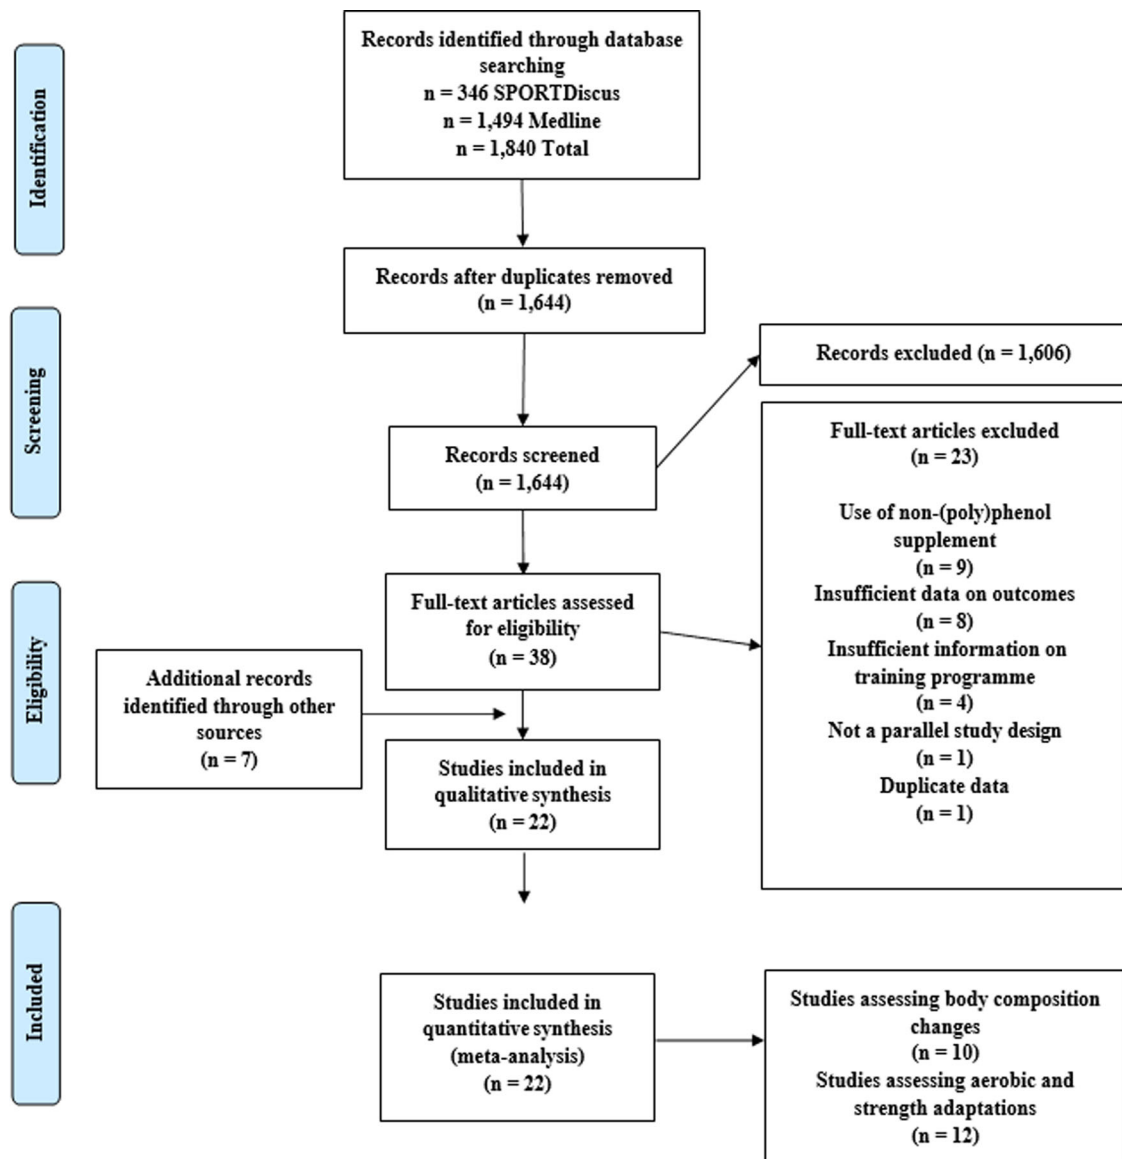 Identification
Records identified through database
searching
n = 346 SPORTDiscus
n = 1,494 Medline
n = 1,840 Total
Records after duplicates removed
(n = 1,644)
Screening
Records screened
(n = 1,644)
Records excluded (n = 1,606)
Full-text articles excluded
(n = 23)
Use of non-(poly)phenol
supplement
(n = 9)
Insufficient data on outcomes
(n = 8)
Insufficient information on
training programme
(n = 4)
Not a parallel study design
(n = 1)
Duplicate data
(n = 1)
Eligibility
Full-text articles assessed
for eligibility
(n = 38)
Additional records
identified through other
sources
(n = 7)
Studies included in
qualitative synthesis
(n = 22)
Included
Studies included in
quantitative synthesis
(meta-analysis)
(n = 22)
Studies assessing body composition
changes
(n = 10)
Studies assessing aerobic and
strength adaptations
(n = 12)